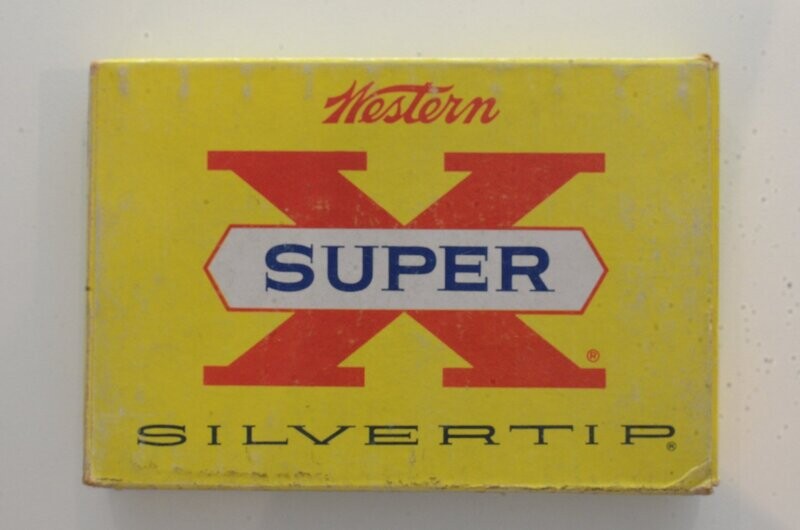 Western
X
SUPER
®
SILVERTIP®